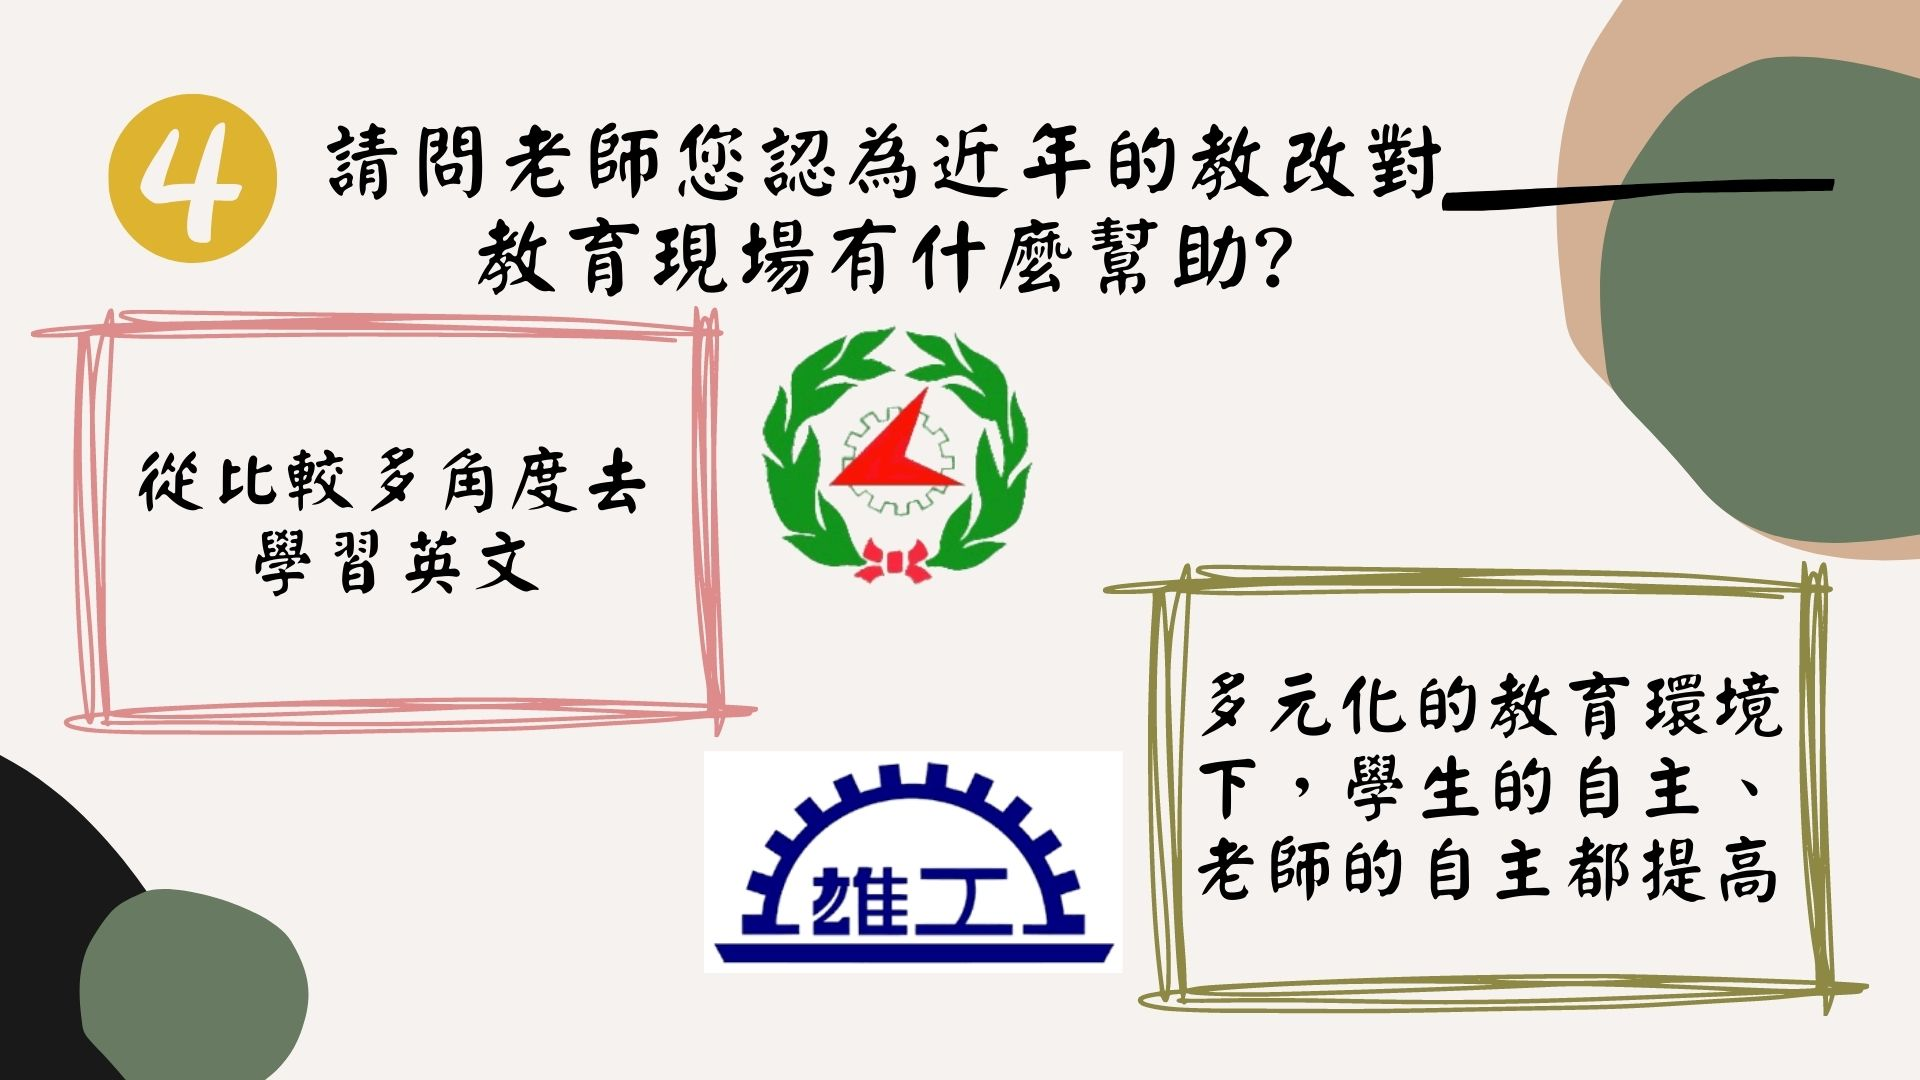 4
請問老師您認為近年的教改對
教育現場有什麼幫助?
從比較多角度去
學習英文
雄工
多元化的教育環境
下，學生的自主、
老師的自主都提高